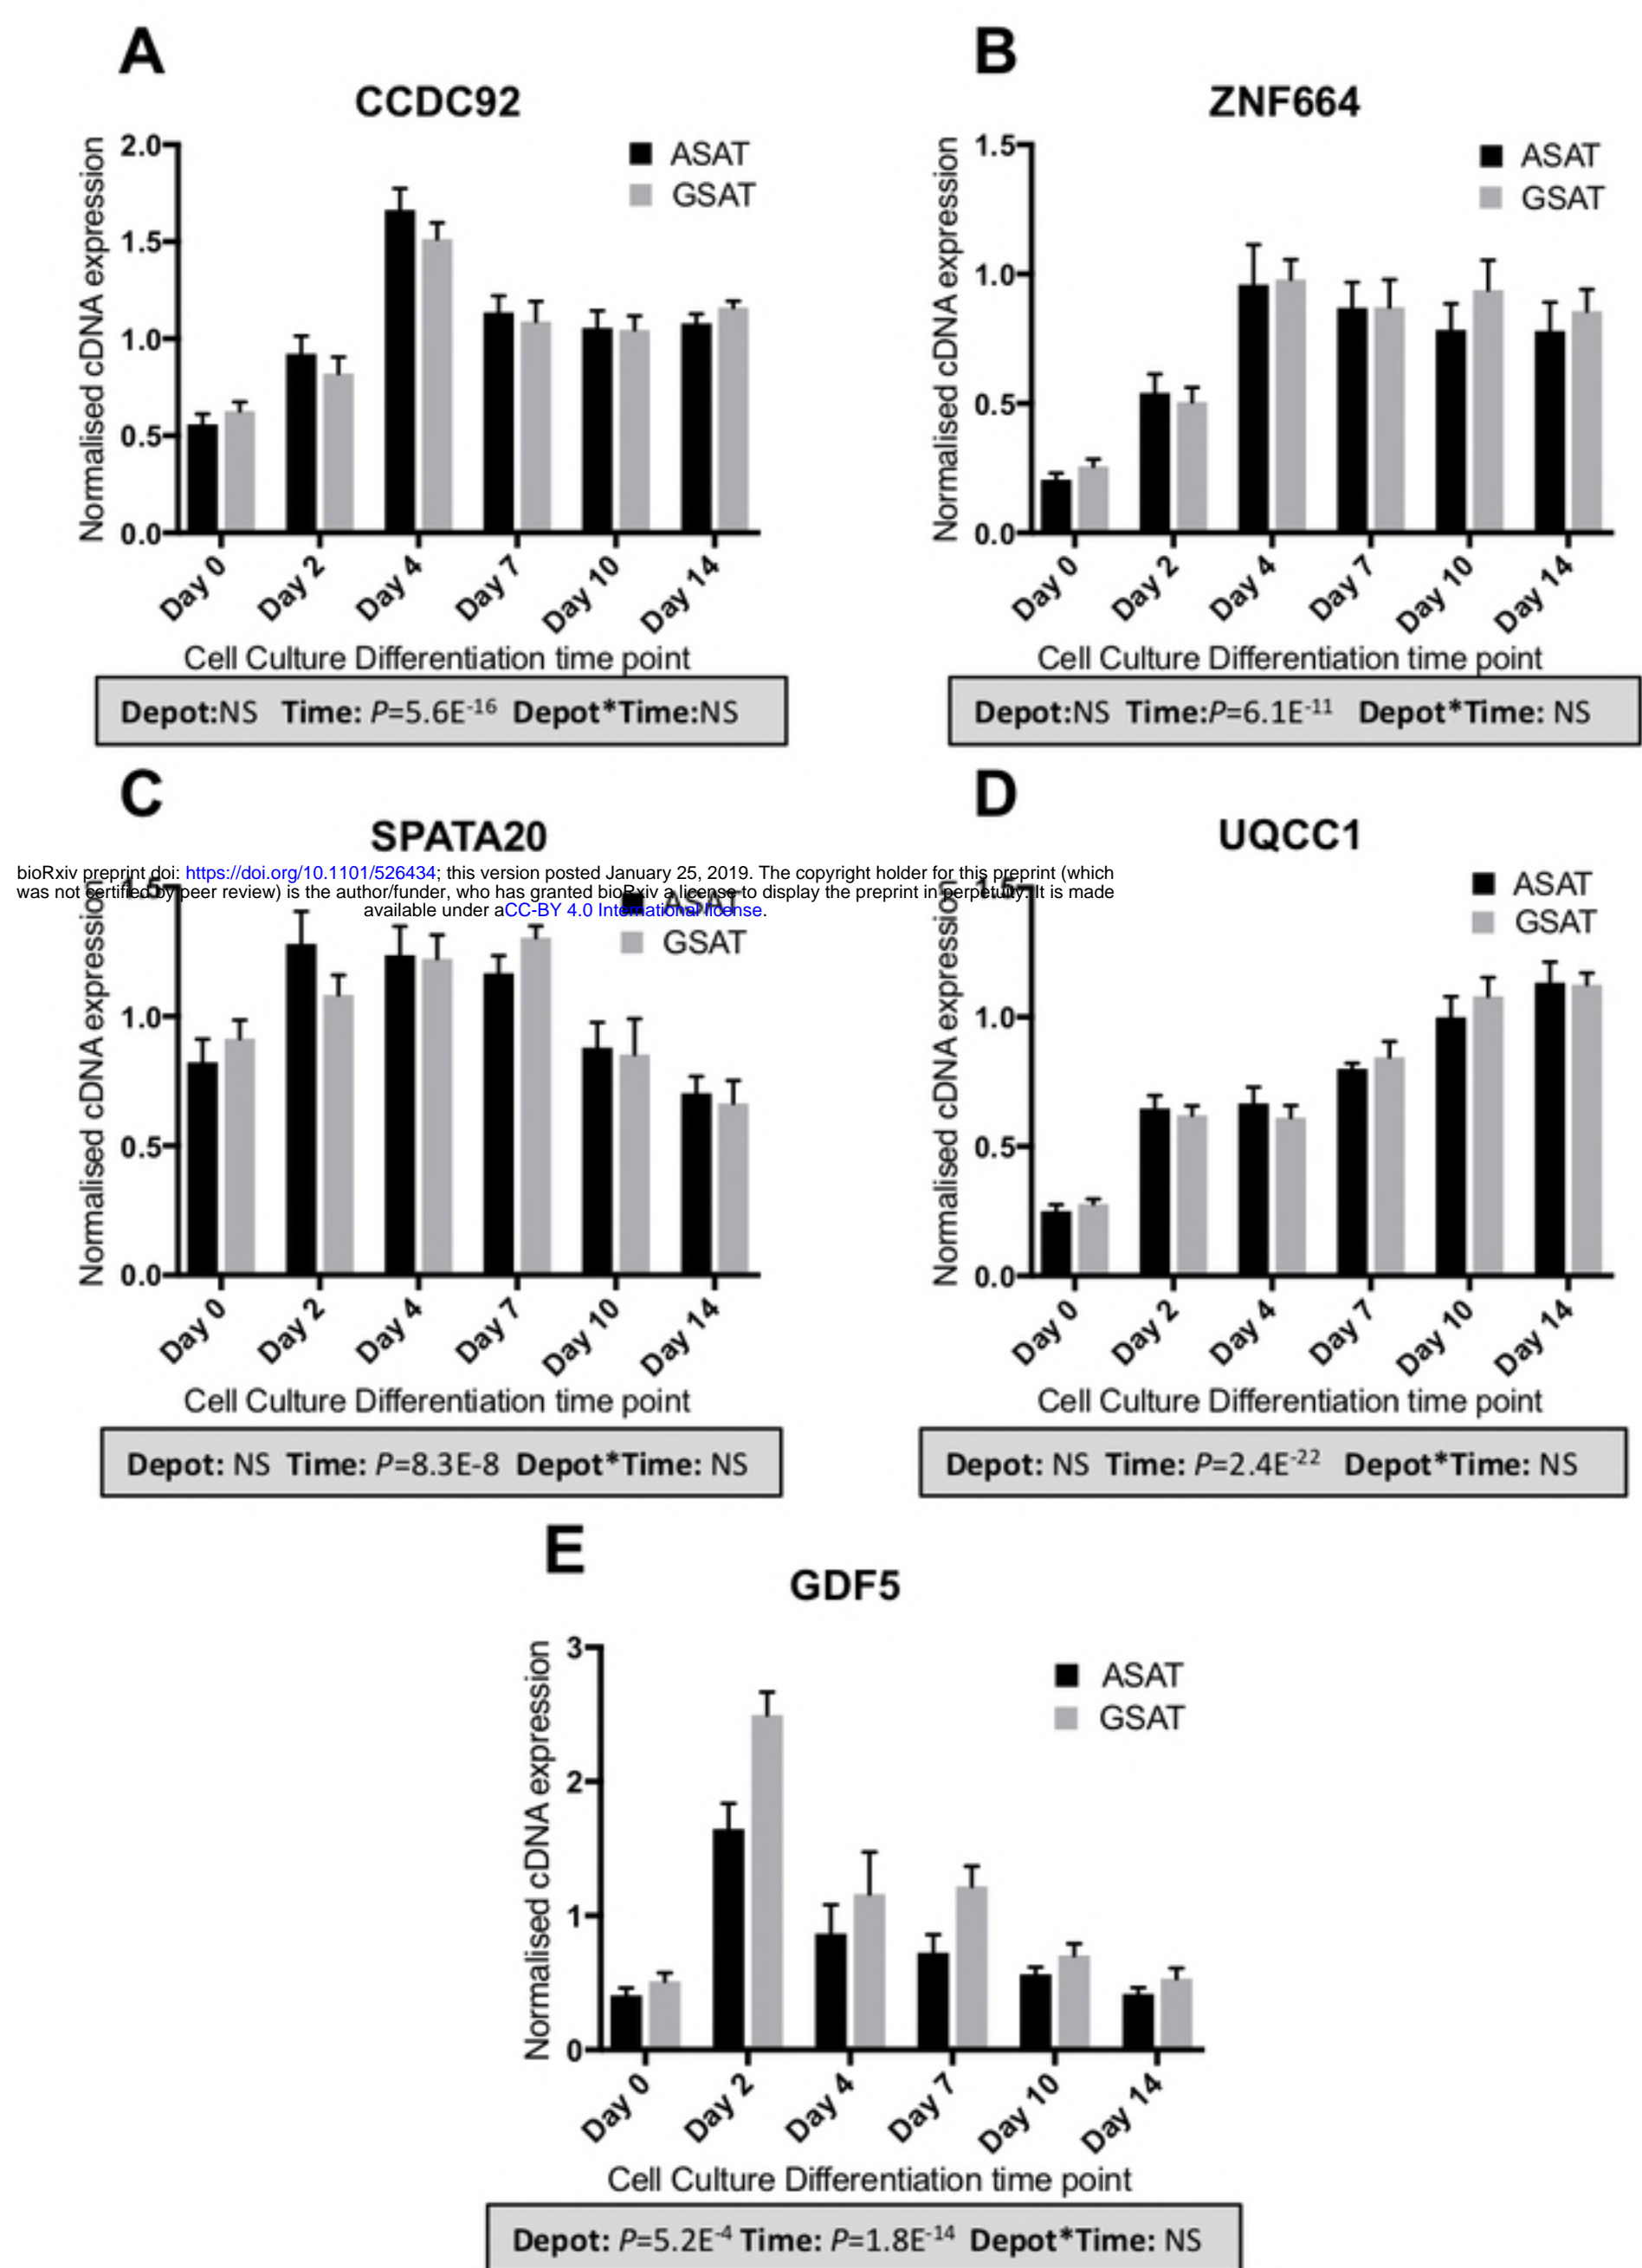 A
CCDC92
Normalised cDNA expression
2.0
1.5
1.0
0.5
0.0
ASAT
GSAT
Day 0
Day 2
Day 4
Day 7
Day 10
Day 14
Cell Culture Differentiation time point
Depot:NS Time: P=5.6E-16 Depot*Time:NS
B
ZNF664
Normalised cDNA expression
1.5
1.0
0.5
0.0
ASAT
GSAT
Day 0
Day 2
Day 4
Day 7
Day 10
Day 14
Cell Culture Differentiation time point
Depot:NS Time:P=6.1E-11 Depot*Time: NS
C
SPATA20
bioRxiv preprint doi: https://doi.org/10.1101/526434; this version posted January 25, 2019. The copyright holder for this preprint (which
was not certified by peer review) is the author/funder, who has granted bioRxiv a license to display the preprint in perpetuity. It is made
available under aCC-BY 4.0 International license.
Normalised cDNA expression
1.5
1.0
0.5
0.0
ASAT
GSAT
Day 0
Day 2
Day 4
Day 7
Day 10
Day 14
Cell Culture Differentiation time point
Depot: NS Time: P=8.3E-8 Depot*Time: NS
D
UQCC1
Normalised cDNA expression
1.5
1.0
0.5
0.0
ASAT
GSAT
Day 0
Day 2
Day 4
Day 7
Day 10
Day 14
Cell Culture Differentiation time point
Depot: NS Time: P=2.4E-22 Depot*Time: NS
E
GDF5
Normalised cDNA expression
3
2
1
0
ASAT
GSAT
Day 0
Day 2
Day 4
Day 7
Day 10
Day 14
Cell Culture Differentiation time point
Depot: P=5.2E-4 Time: P=1.8E-14 Depot*Time: NS